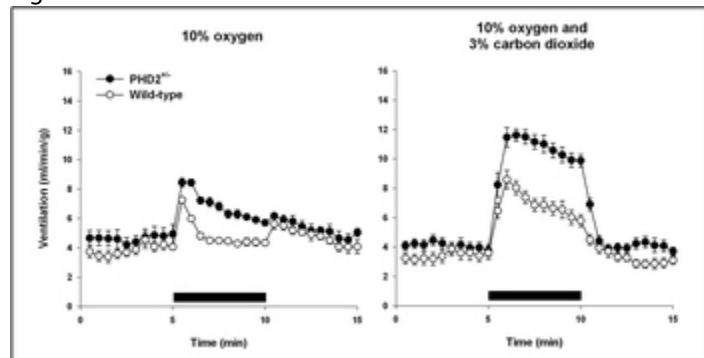 10% oxygen
PHD2+/-
Wild-type
Ventilation (ml/min/g)
16
14
12
10
8
6
4
2
0
0 5 10 15
Time (min)
10% oxygen and
3% carbon dioxide
16
14
12
10
8
6
4
2
0
0 5 10 15
Time (min)